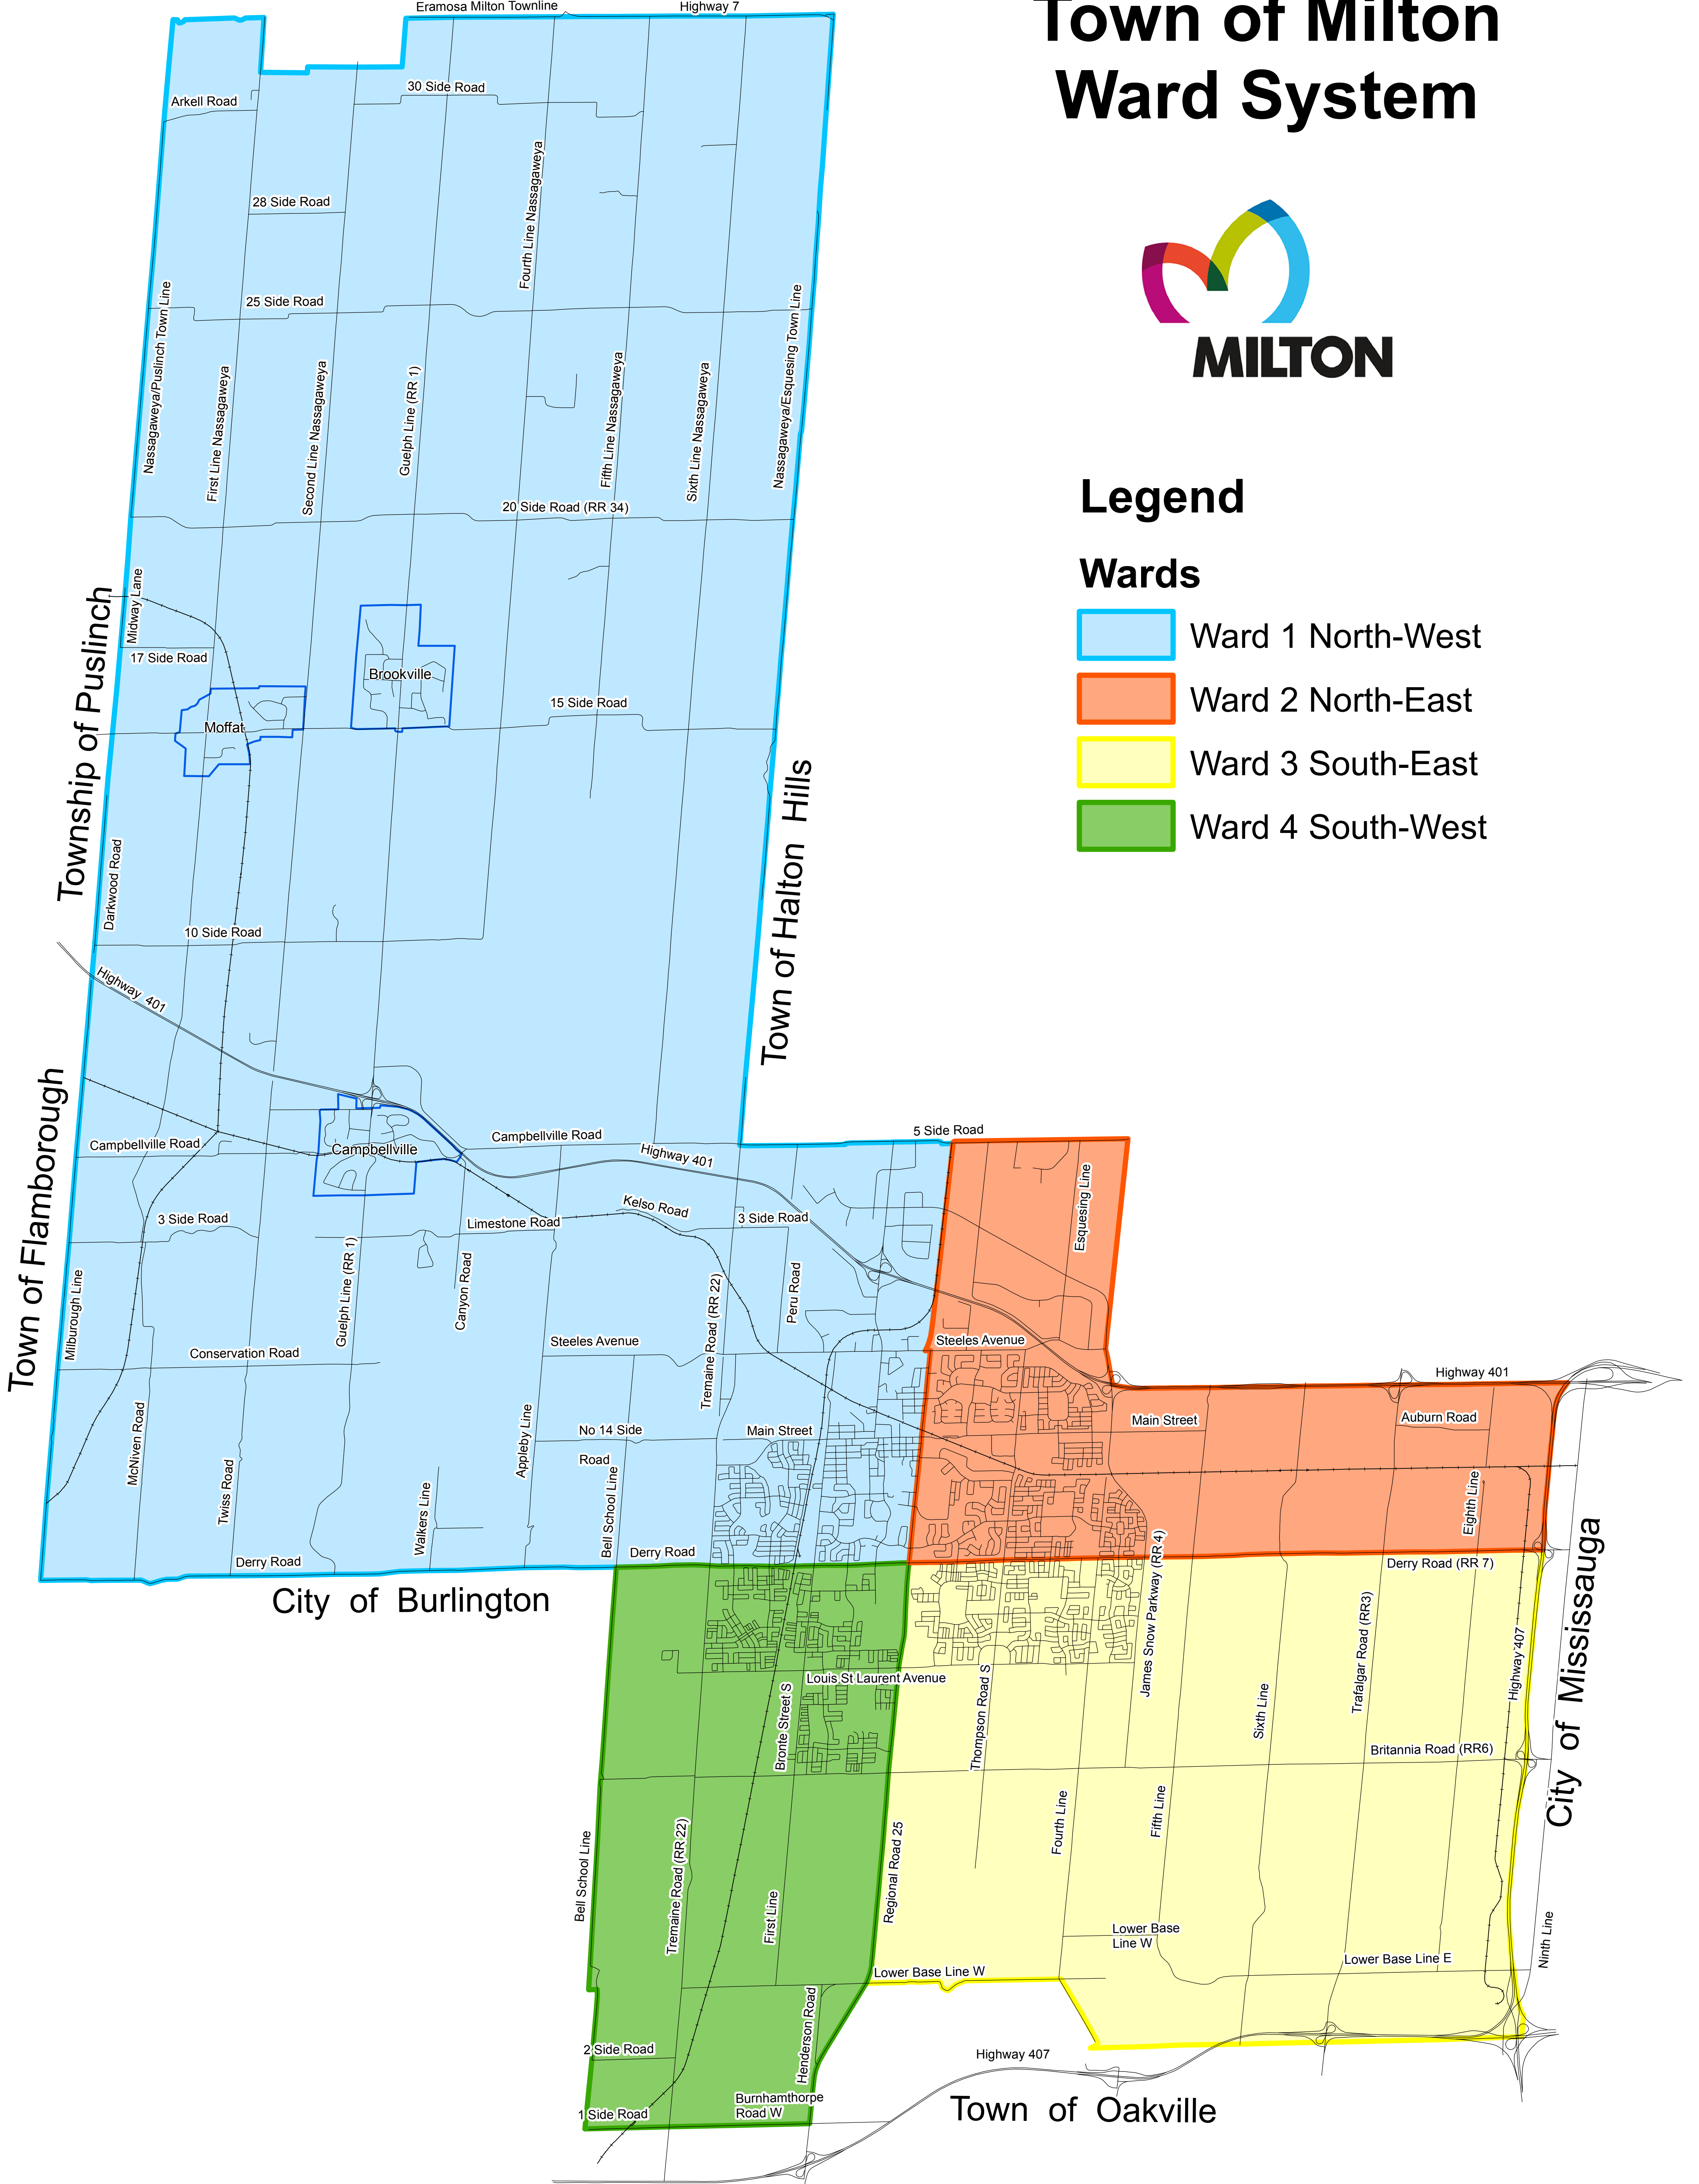 Town of Milton
Ward System
MILTON
Legend
Wards
Ward 1 North-West
Ward 2 North-East
Ward 3 South-East
Ward 4 South-West
Eramosa Milton Townline
Highway 7
Arkell Road
30 Side Road
28 Side Road
Fourth Line Nassagaweya
25 Side Road
Nassagaweya/Puslinch Town Line
First Line Nassagaweya
Second Line Nassagaweya
Guelph Line (RR 1)
Fifth Line Nassagaweya
Sixth Line Nassagaweya
Nassagaweya/Esquesing Town Line
20 Side Road (RR 34)
Township of Puslinch
Midway Lane
17 Side Road
Brookville
Moffat
15 Side Road
Town of Halton Hills
Darkwood Road
10 Side Road
Highway 401
Town of Flamborough
Campbellville Road
Campbellville
Campbellville Road
Highway 401
5 Side Road
3 Side Road
Limestone Road
Kelso Road
3 Side Road
Esquesing Line
Milburough Line
Guelph Line (RR 1)
Canyon Road
Tremaine Road (RR 22)
Peru Road
Conservation Road
Steeles Avenue
Steeles Avenue
Highway 401
McNiven Road
Twiss Road
Walkers Line
Appleby Line
No 14 Side
Road
Bell School Line
Main Street
Main Street
Auburn Road
Eighth Line
Derry Road
Derry Road
Derry Road (RR 7)
City of Burlington
City of Mississauga
James Snow Parkway (RR 4)
Trafalgar Road (RR3)
Highway 407
Louis St Laurent Avenue
Bronte Street S
Thompson Road S
Sixth Line
Britannia Road (RR6)
Bell School Line
Tremaine Road (RR 22)
First Line
Regional Road 25
Fourth Line
Fifth Line
Lower Base
Line W
Lower Base Line W
Lower Base Line E
Ninth Line
Henderson Road
2 Side Road
Highway 407
1 Side Road
Burnhamthorpe
Road W
Town of Oakville